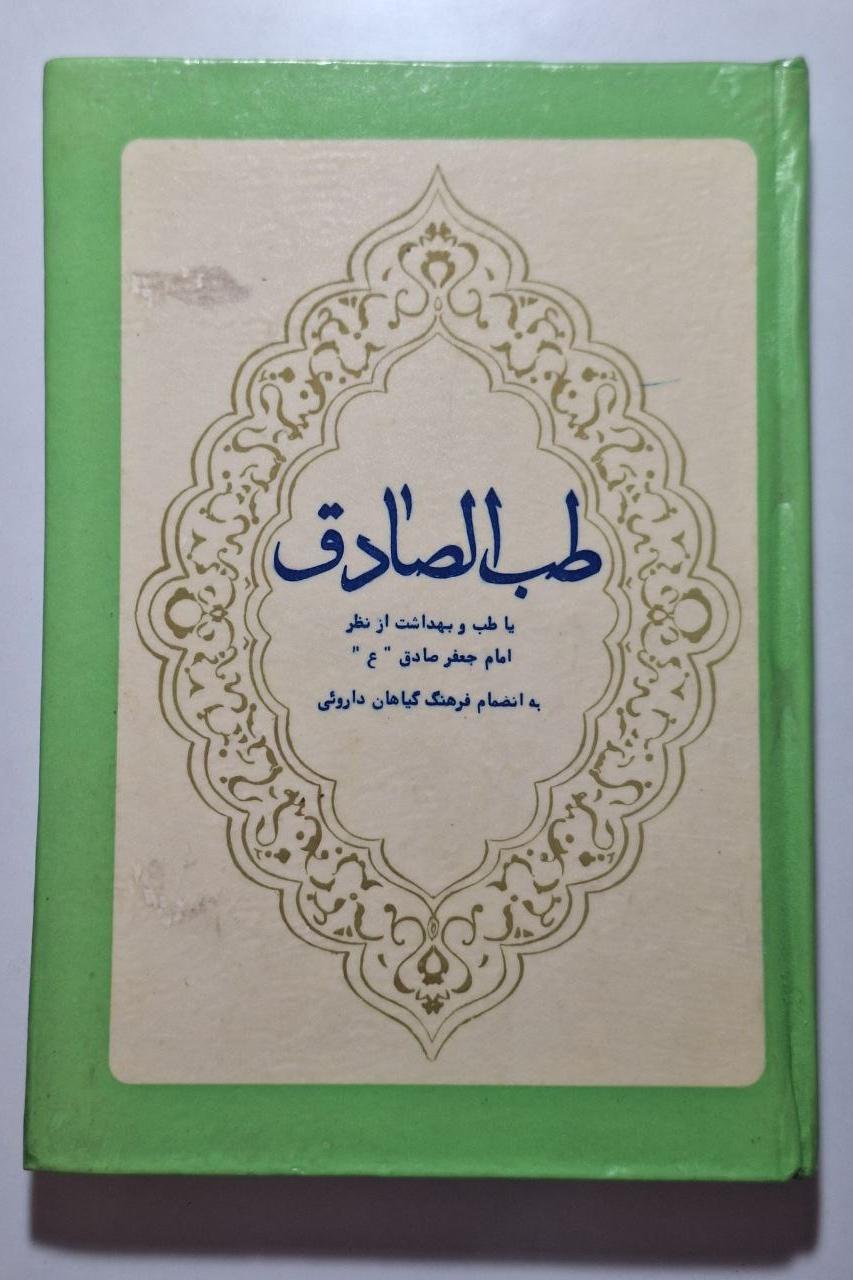 طب الصادق
یا طب و بهداشت از نظر
امام جعفر صادق " ع "
به انضمام فرهنگ گیاهان داروئی